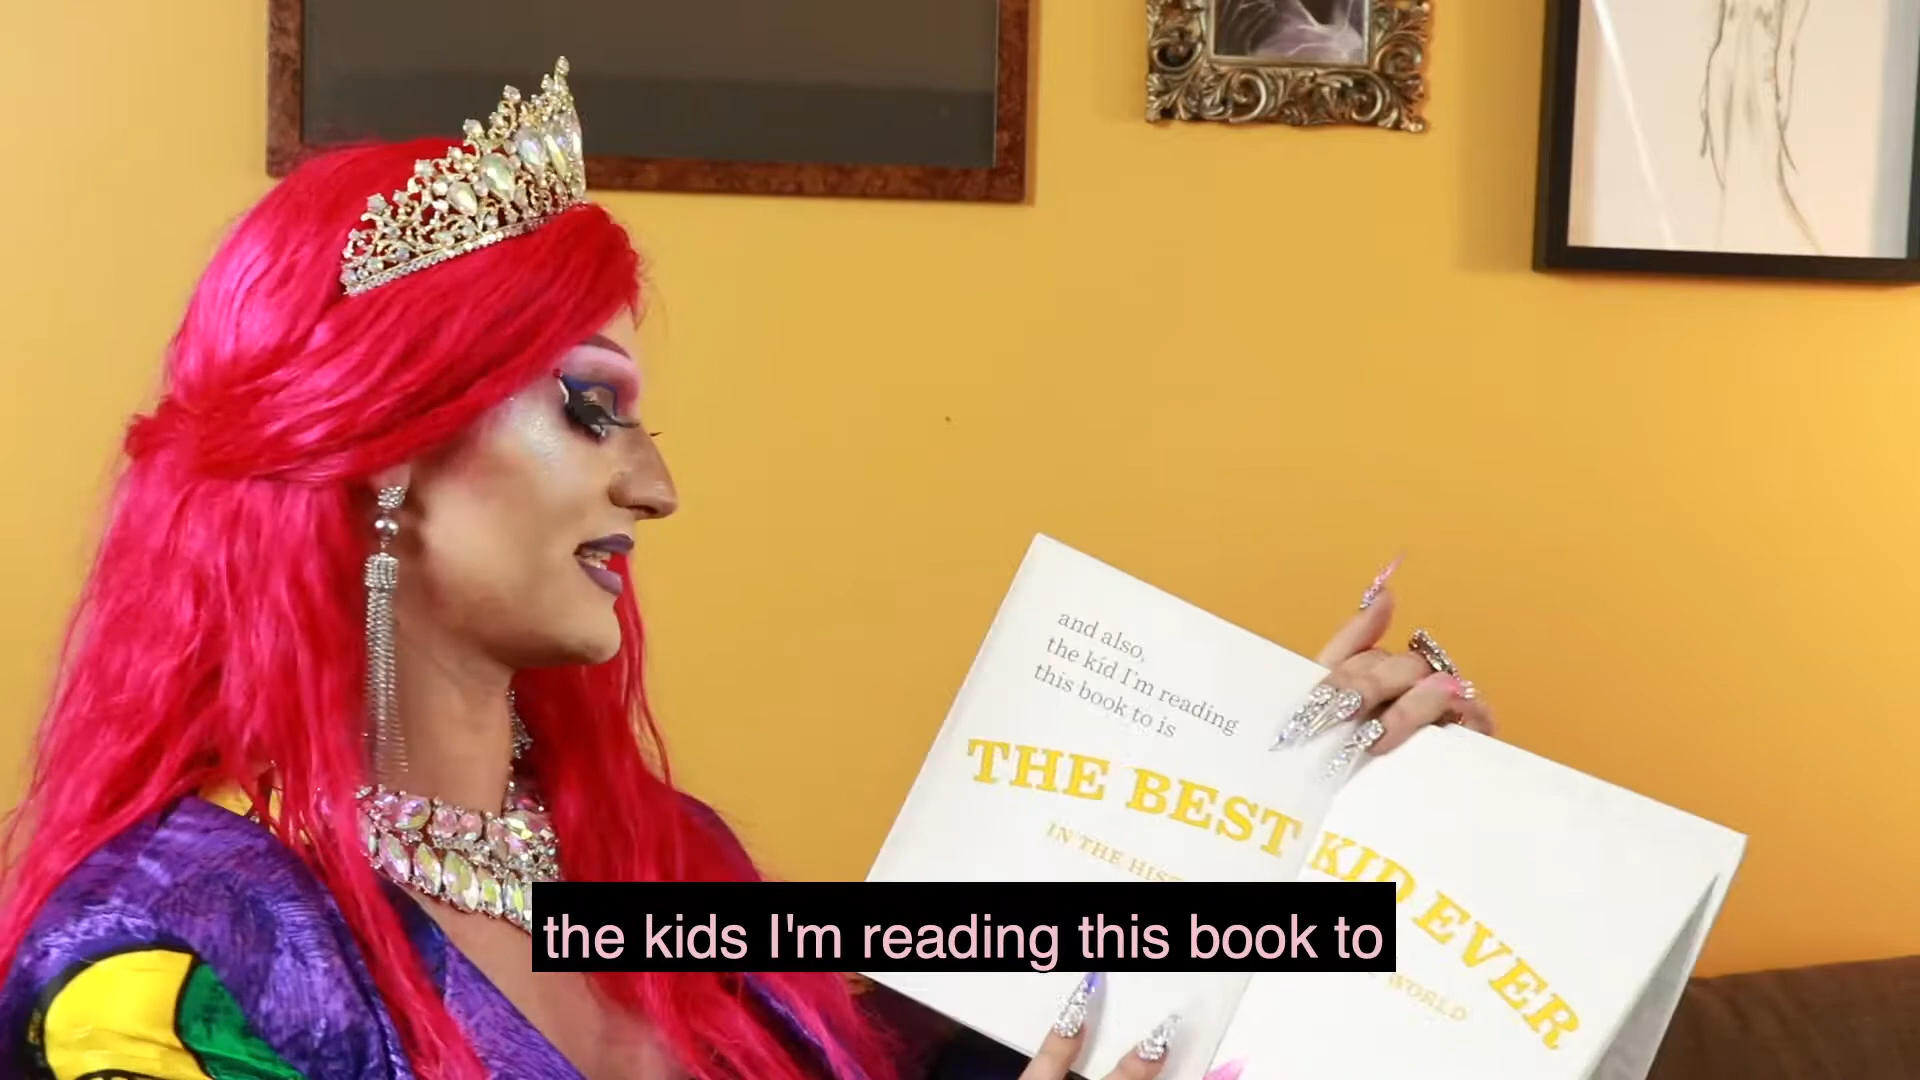 and also,
the kid I'm reading
this book to is
THE BEST KID EVER
IN THE
WORLD
the kids I'm reading this book to